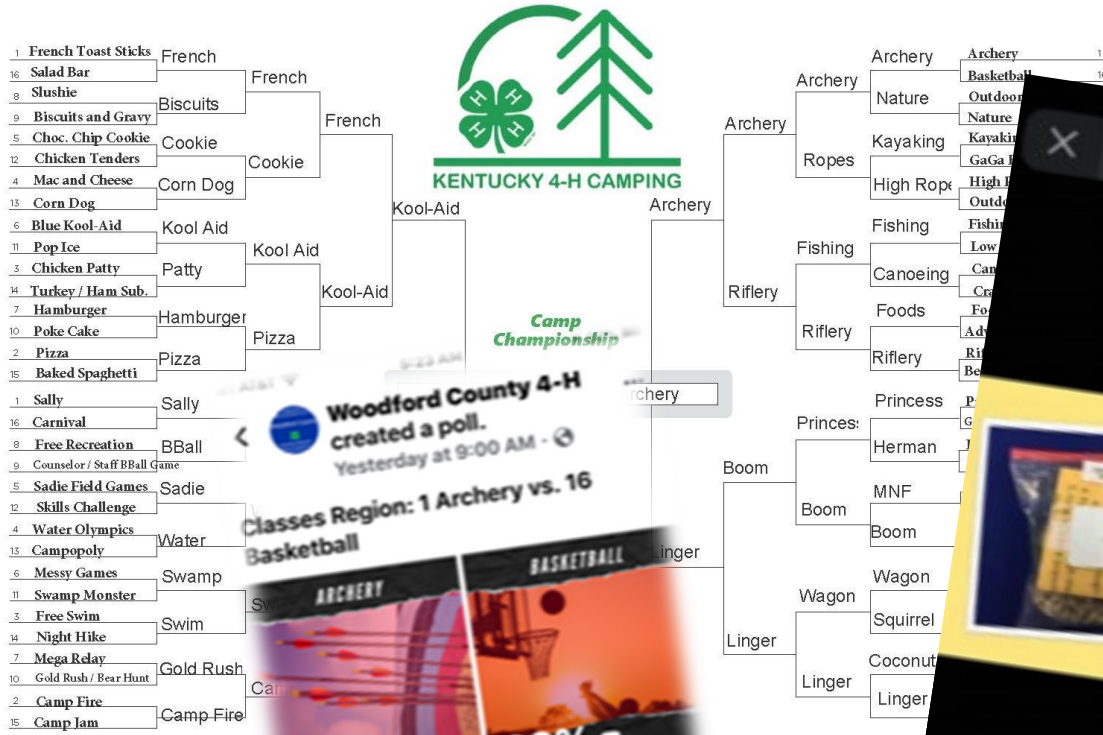 KENTUCKY 4-H CAMPING
Camp
Championship
1 French Toast Sticks
16 Salad Bar
8 Slushie
9 Biscuits and Gravy
5 Choc. Chip Cookie
12 Chicken Tenders
4 Mac and Cheese
13 Corn Dog
6 Blue Kool-Aid
11 Pop Ice
3 Chicken Patty
14 Turkey / Ham Sub.
7 Hamburger
10 Poke Cake
2 Pizza
15 Baked Spaghetti
1 Sally
16 Carnival
8 Free Recreation
9 Counselor / Staff BBall Game
5 Sadie Field Games
12 Skills Challenge
4 Water Olympics
13 Campopoly
6 Messy Games
11 Swamp Monster
3 Free Swim
14 Night Hike
7 Mega Relay
10 Gold Rush / Bear Hunt
2 Camp Fire
15 Camp Jam
French
Biscuits
Cookie
Corn Dog
Kool Aid
Patty
Hamburger
Pizza
Sally
BBall
Sadie
Water
Swamp
Swim
Gold Rush
Camp Fire
French
Cookie
Kool Aid
Pizza
French
Kool-Aid
Kool-Aid
9:23 AM
Woodford County 4-H
created a poll.
Yesterday at 9:00 AM
Classes Region: 1 Archery vs. 16
Basketball
ARCHERY
BASKETBALL
Archery
Linger
Archery
Riflery
Boom
Linger
Archery
Ropes
Fishing
Riflery
Boom
Wagon
Linger
Archery
Nature
Kayaking
High Rope
Fishing
Canoeing
Foods
Riflery
Princess
Herman
MNF
Boom
Wagon
Squirrel
Coconut
Linger
Archery 1
Basketball
Outdoor
Nature
GaGa
High
Low